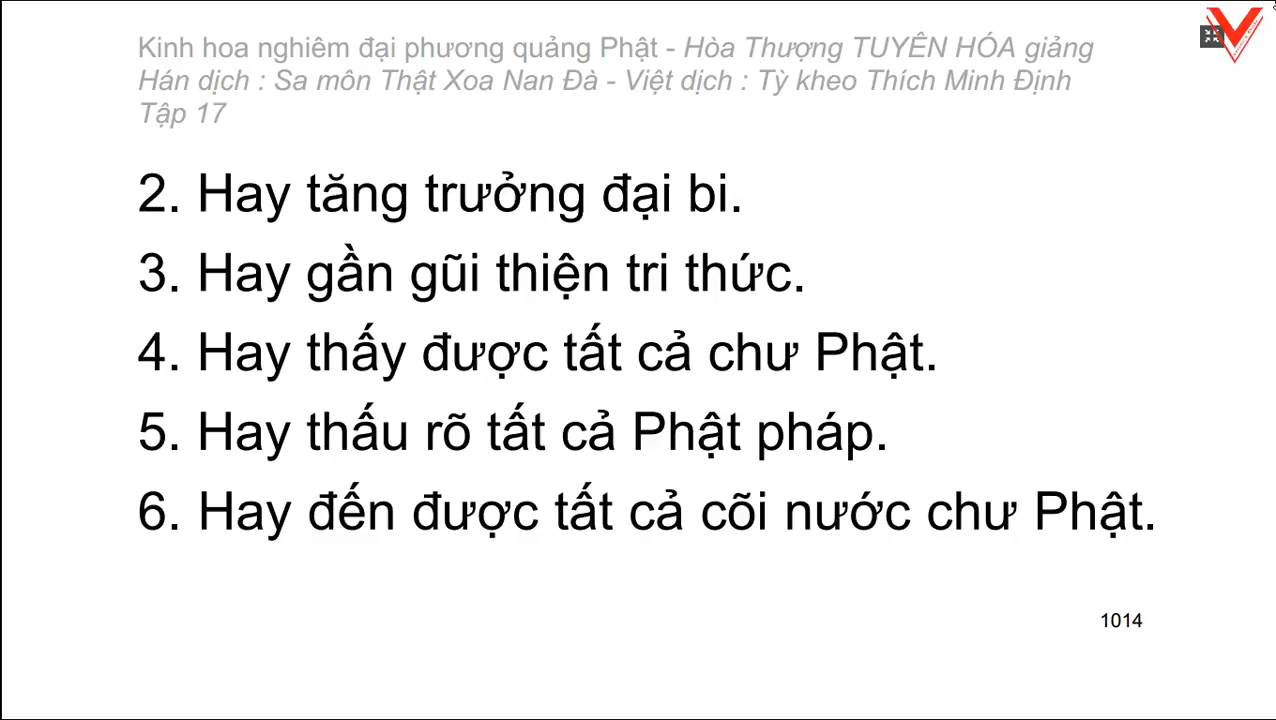 Kinh hoa nghiêm đại phương quảng Phật - Hòa Thượng TUYÊN HÓA giảng
Hán dịch : Sa môn Thật Xoa Nan Đà - Việt dịch : Tỳ kheo Thích Minh Định
Tập 17
2. Hay tăng trưởng đại bi.
3. Hay gần gũi thiện tri thức.
4. Hay thấy được tất cả chư Phật.
5. Hay thấu rõ tất cả Phật pháp.
6. Hay đến được tất cả cõi nước chư Phật.
1014